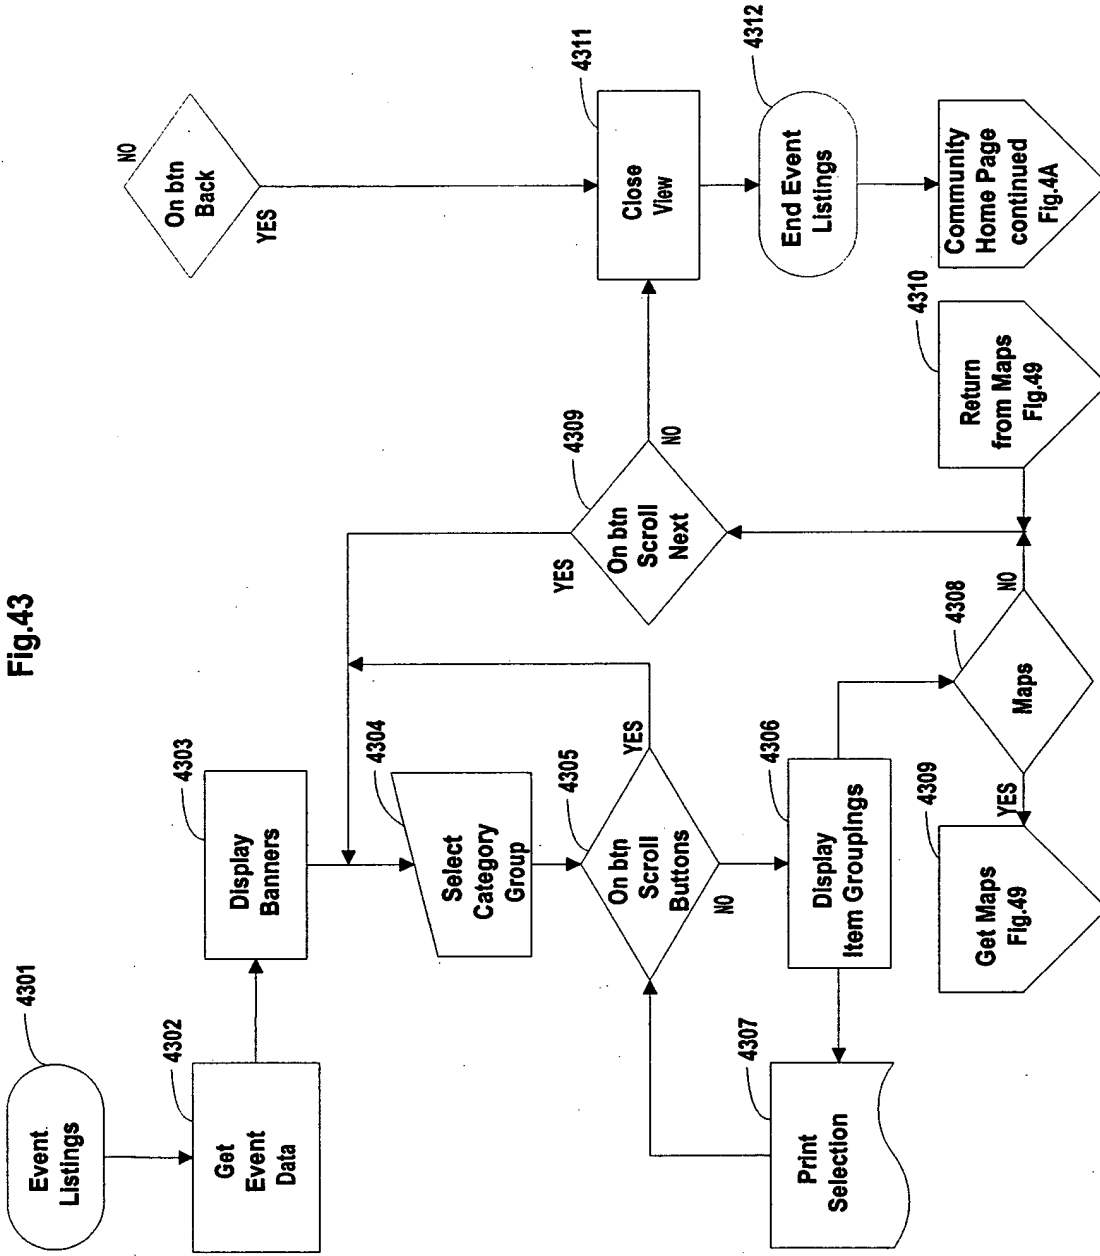 Fig.43
4301
Event
Listings
4302
Get
Event
Data
4303
Display
Banners
4304
Select
Category
Group
4305
On btn
Scroll
Buttons
YES
NO
4306
Display
Item Groupings
4307
Print
Selection
4308
Maps
YES
NO
4309
Get Maps
Fig.49
4310
Return
from Maps
Fig.49
4309
On btn
Scroll
Next
YES
NO
On btn
Back
NO
YES
4311
Close
View
4312
End Event
Listings
Community
Home Page
continued
Fig.4A